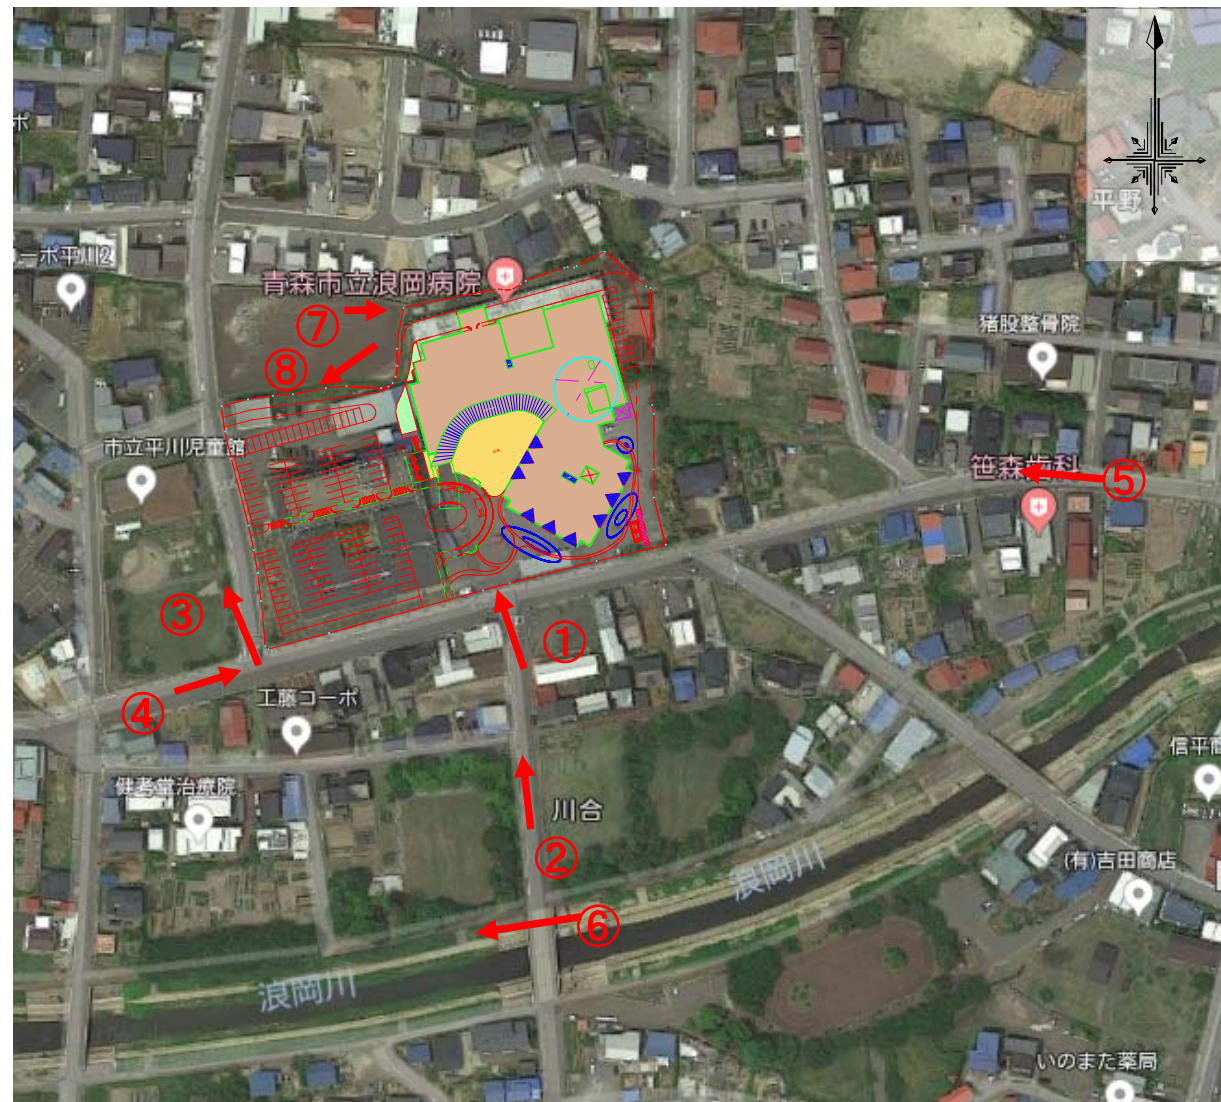 ポ
平野
ーポ平川2
青森市立浪岡病院
⑦
猪股整骨院
⑧
市立平川児童館
笹森歯科
⑤
③
①
工藤コーポ
④
信平商
健考堂治療院
川合
②
(有)吉田商店
浪岡川
⑥
浪岡川
いのまた薬局